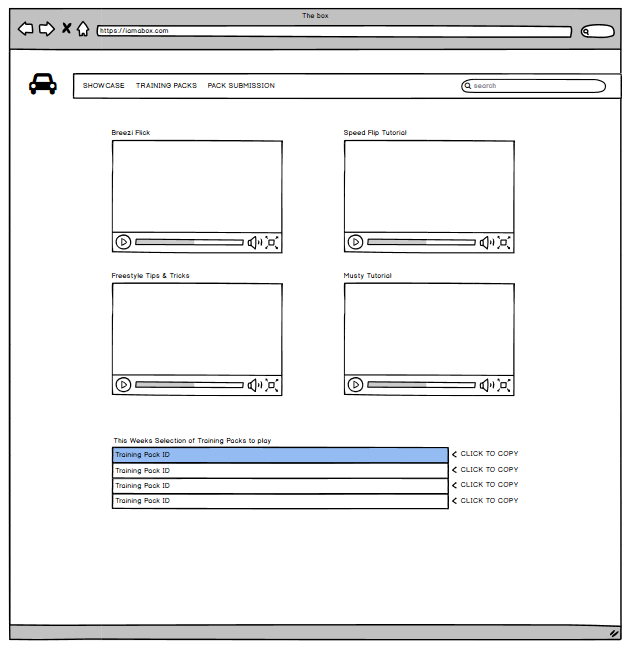 The box
https://iamabox.com
SHOWCASE TRAINING PACKS PACK SUBMISSION
search
Breezi Flick
Speed Flip Tutorial
Freestyle Tips & Tricks
Musty Tutorial
This Weeks Selection of Training Packs to play
Training Pack ID
< CLICK TO COPY
Training Pack ID
< CLICK TO COPY
Training Pack ID
< CLICK TO COPY
Training Pack ID
< CLICK TO COPY